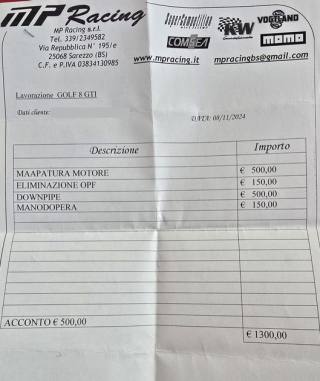 MP Racing
MP Racing s.r.l.
Tel. 339/2349582
Via Repubblica N° 195/e
25068 Sarezzo (BS)
C.F. e P.IVA 03834130985
SuperCompetition
KW
VOGTLAND
COMSEA
MOMO
www.mpracing.it mpracingbs@gmail.com
Lavorazione GOLF 8 GTI
Dati cliente:
DATA: 08/11/2024
Descrizione Importo
MAAPATURA MOTORE € 500,00
ELIMINAZIONE OPF € 150,00
DOWNPIPE € 500,00
MANODOPERA € 150,00
ACCONTO € 500,00
€ 1300,00